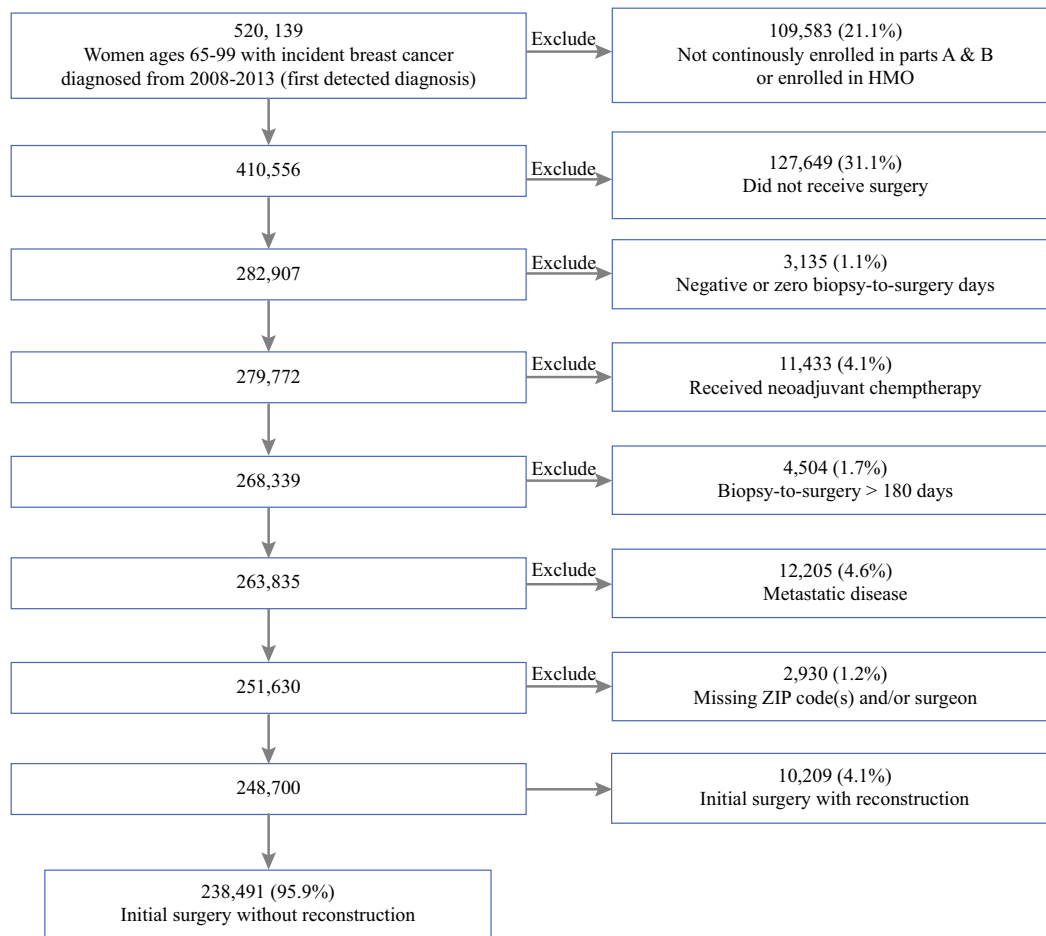 520, 139
Women ages 65-99 with incident breast cancer
diagnosed from 2008-2013 (first detected diagnosis)
Exclude
109,583 (21.1%)
Not continously enrolled in parts A & B
or enrolled in HMO
410,556
Exclude
127,649 (31.1%)
Did not receive surgery
282,907
Exclude
3,135 (1.1%)
Negative or zero biopsy-to-surgery days
279,772
Exclude
11,433 (4.1%)
Received neoadjuvant chemptherapy
268,339
Exclude
4,504 (1.7%)
Biopsy-to-surgery > 180 days
263,835
Exclude
12,205 (4.6%)
Metastatic disease
251,630
Exclude
2,930 (1.2%)
Missing ZIP code(s) and/or surgeon
248,700
10,209 (4.1%)
Initial surgery with reconstruction
238,491 (95.9%)
Initial surgery without reconstruction